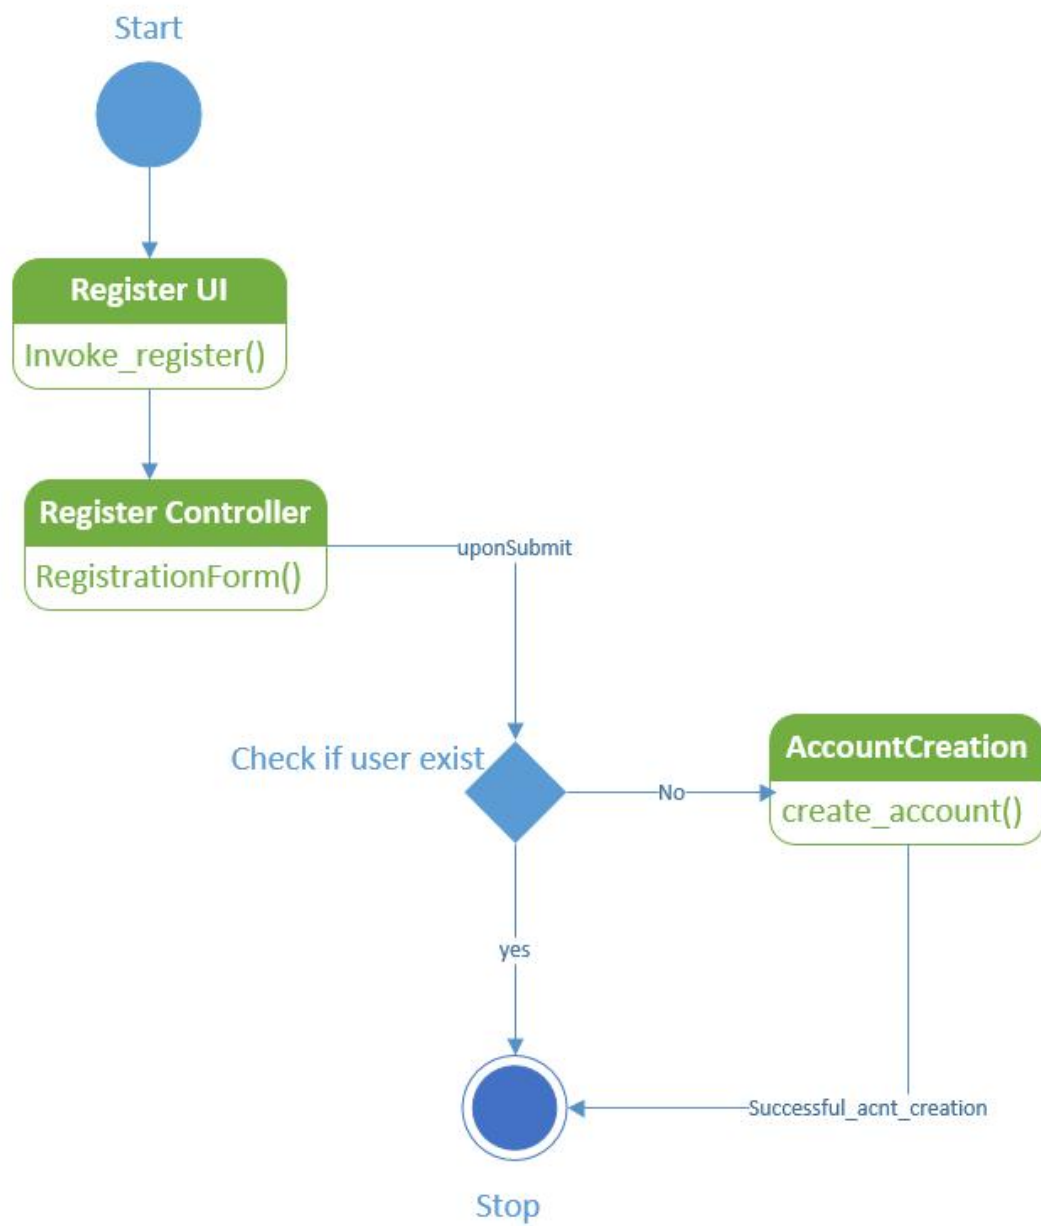 Start
Register UI
Invoke_register()
Register Controller
RegistrationForm()
uponSubmit
Check if user exist
No
AccountCreation
create_account()
yes
Successful_acnt_creation
Stop